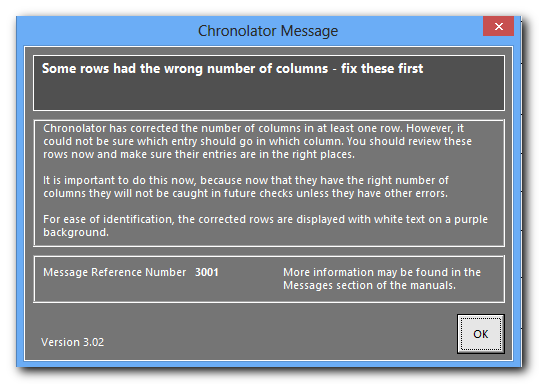 Chronolator Message
Some rows had the wrong number of columns - fix these first
Chronolator has corrected the number of columns in at least one row. However, it
could not be sure which entry should go in which column. You should review these
rows now and make sure their entries are in the right places.
It is important to do this now, because now that they have the right number of
columns they will not be caught in future checks unless they have other errors.
For ease of identification, the corrected rows are displayed with white text on a purple
background.
Message Reference Number 3001
More information may be found in the
Messages section of the manuals.
OK
Version 3.02